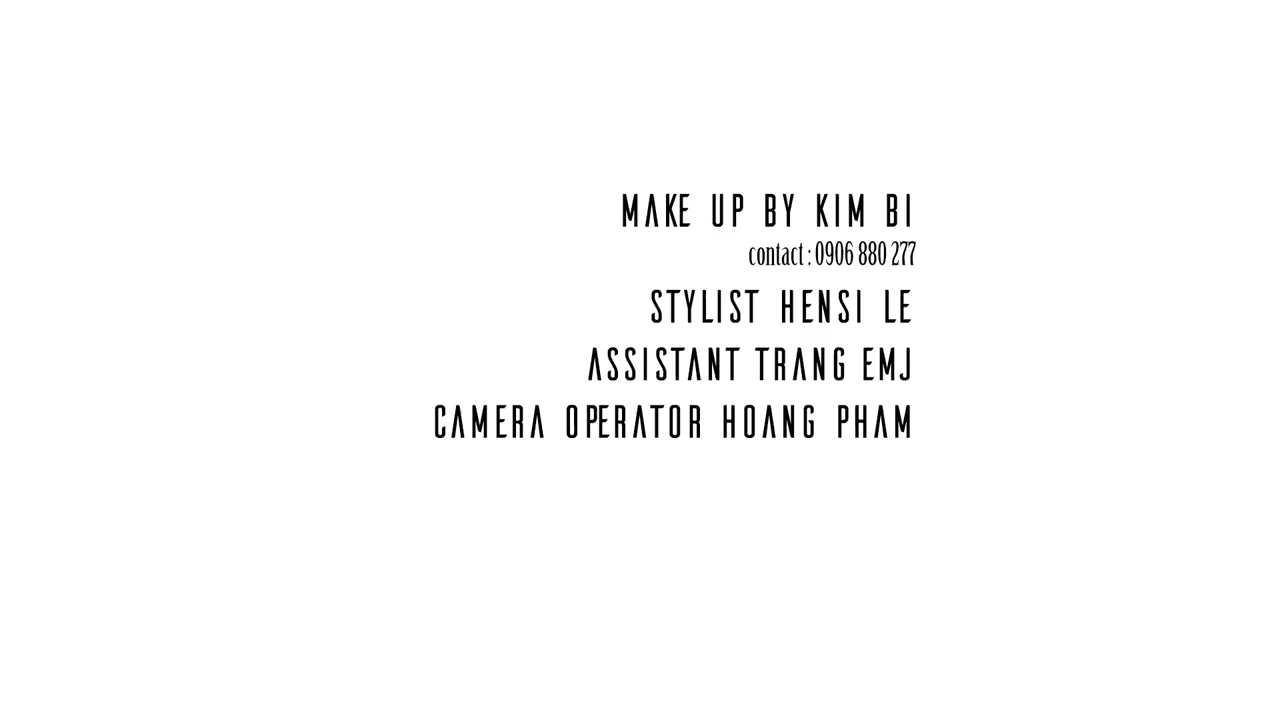 MAKE UP BY KIM BI
contact : 0906 880 277
STYLIST HENSI LE
ASSISTANT TRANG EMJ
CAMERA OPERATOR HOANG PHAM